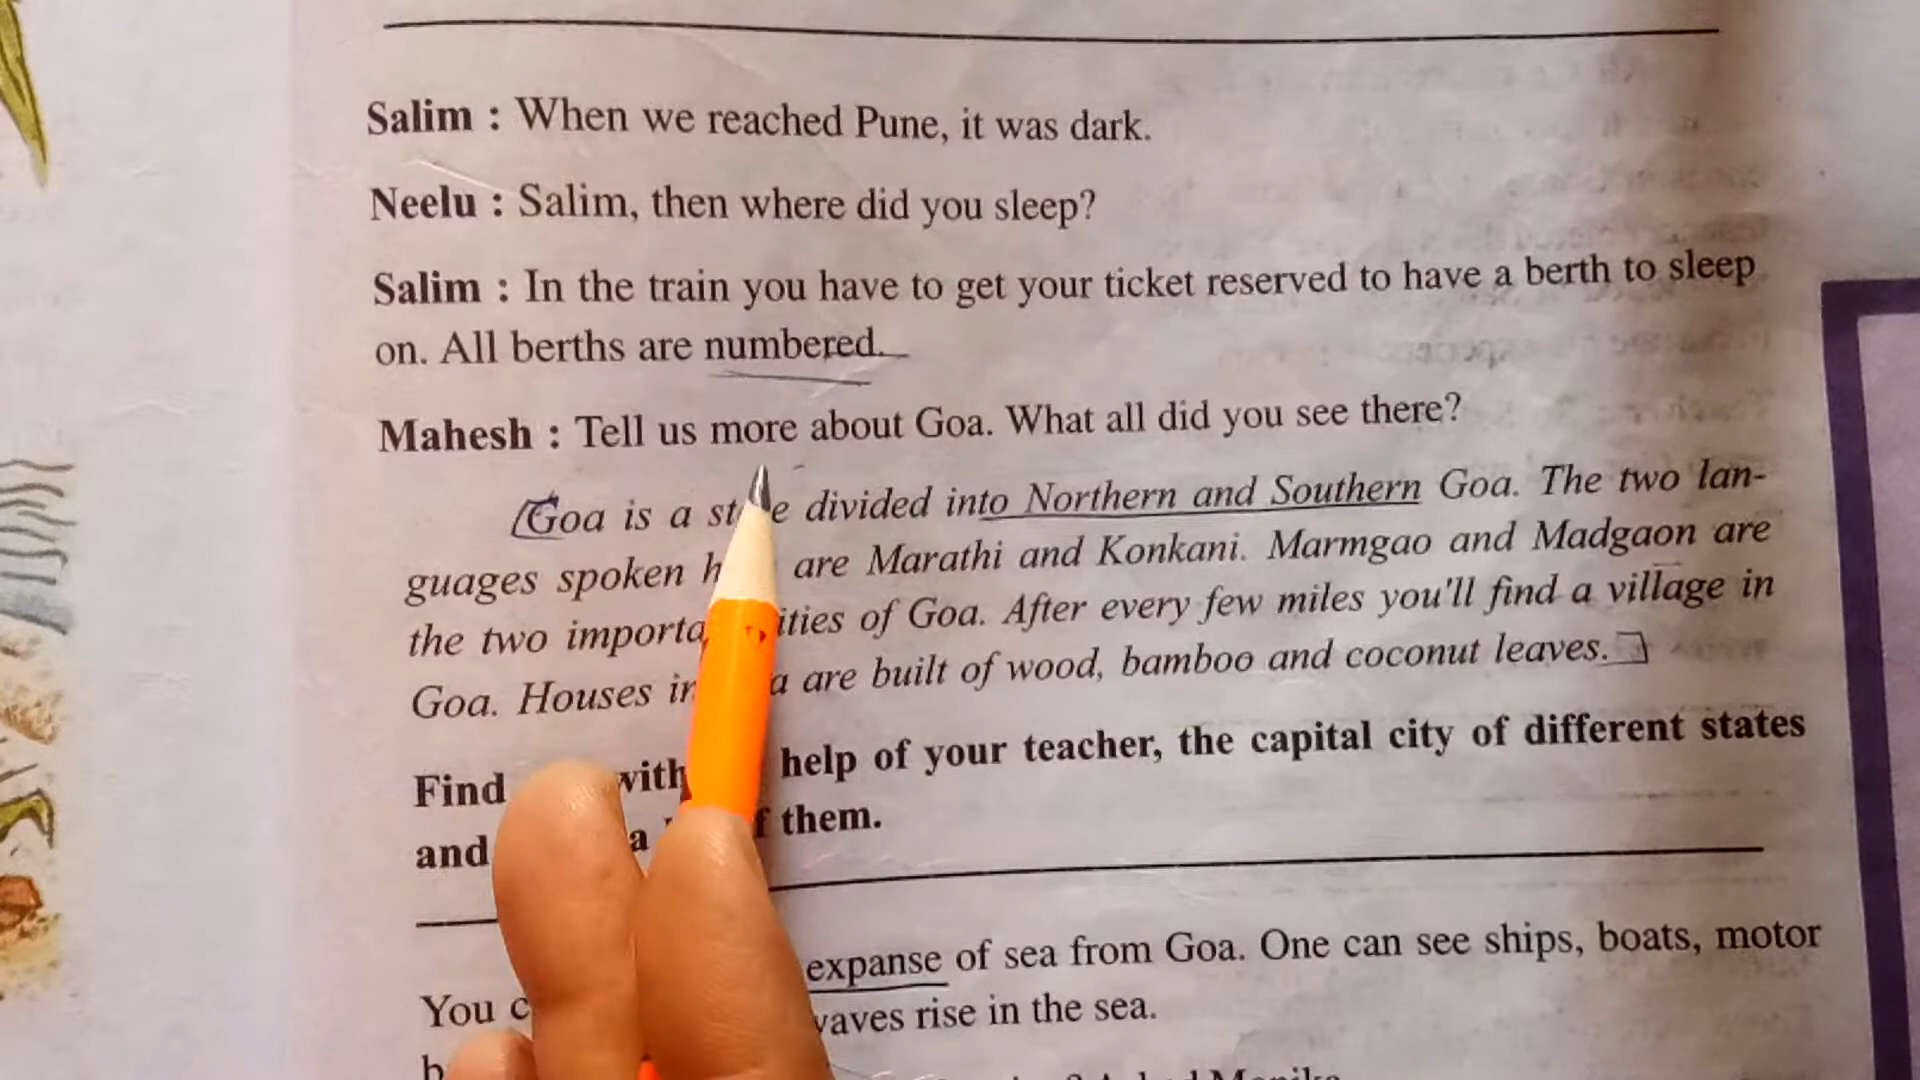 Salim : When we reached Pune, it was dark.
Neelu : Salim, then where did you sleep?
Salim : In the train you have to get your ticket reserved to have a berth to sleep
on. All berths are numbered.
Mahesh : Tell us more about Goa. What all did you see there?
Goa is a divided into Northern and Southern Goa. The two lan-
guages spoken are Marathi and Konkani. Marmgao and Madgaon are
the two of Goa. After every few miles you'll find a village in
Goa. Houses are built of wood, bamboo and coconut leaves.
Find with help of your teacher, the capital city of different states
and a them.
expanse of sea from Goa. One can see ships, boats, motor
You waves rise in the sea.